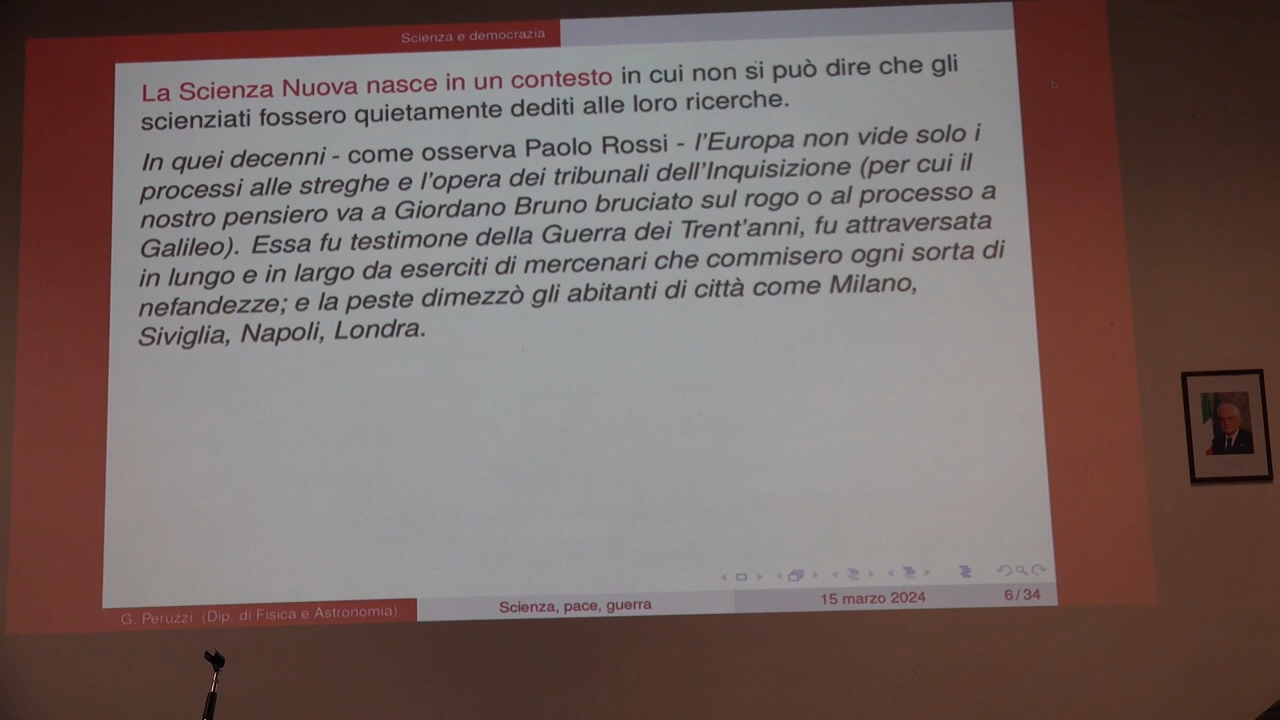 Scienza e democrazia
La Scienza Nuova nasce in un contesto in cui non si può dire che gli
scienziati fossero quietamente dediti alle loro ricerche.
In quei decenni - come osserva Paolo Rossi - l'Europa non vide solo i
processi alle streghe e l'opera dei tribunali dell'Inquisizione (per cui il
nostro pensiero va a Giordano Bruno bruciato sul rogo o al processo a
Galileo). Essa fu testimone della Guerra dei Trent'anni, fu attraversata
in lungo e in largo da eserciti di mercenari che commisero ogni sorta di
nefandezze; e la peste dimezzò gli abitanti di città come Milano,
Siviglia, Napoli, Londra.
G. Peruzzi (Dip. di Fisica e Astronomia) Scienza, pace, guerra 15 marzo 2024 6/34